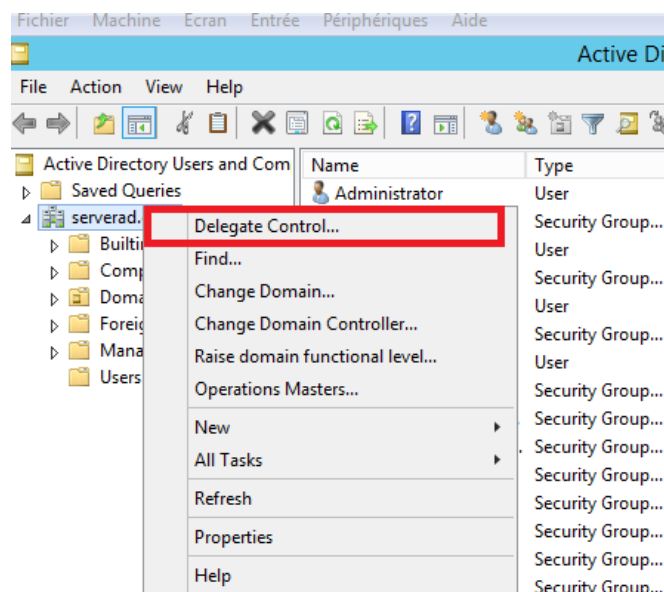 Fichier Machine Ecran Entrée Périphériques Aide
Active Di
File Action View Help
Active Directory Users and Com
Name
Type
Saved Queries
Administrator
User
serverad.
Delegate Control...
Security Group...
Builti
Find...
User
Comp
Change Domain...
Security Group...
Doma
Change Domain Controller...
User
Foreig
Raise domain functional level...
Security Group...
Mana
Operations Masters...
User
Users
New
Security Group...
All Tasks
Security Group...
Refresh
Security Group...
Properties
Security Group...
Help
Security Group...
Security Group...
Security Group...
Security Group...